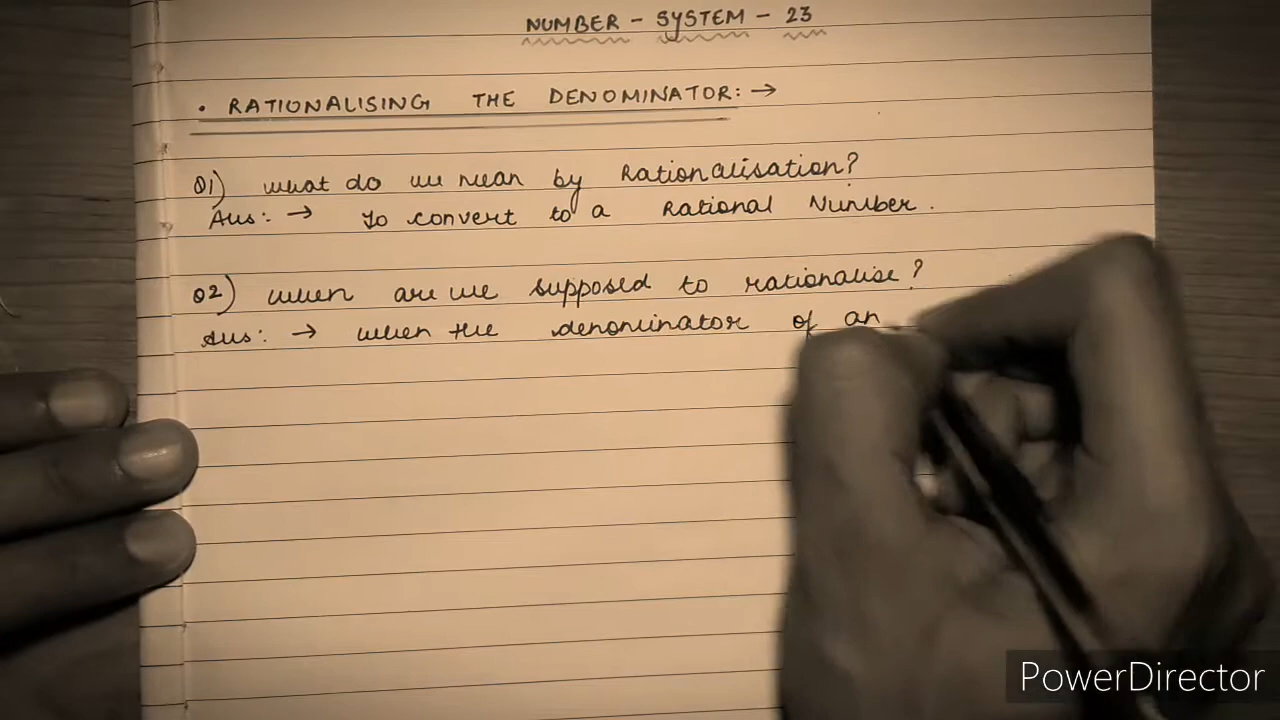 NUMBER - SYSTEM - 23
• RATIONALISING THE DENOMINATOR: →
Q1) What do we mean by Rationalisation?
Ans: → To convert to a Rational Number.
Q2) When are we supposed to rationalise?
Ans: → When the denominator of an
PowerDirector